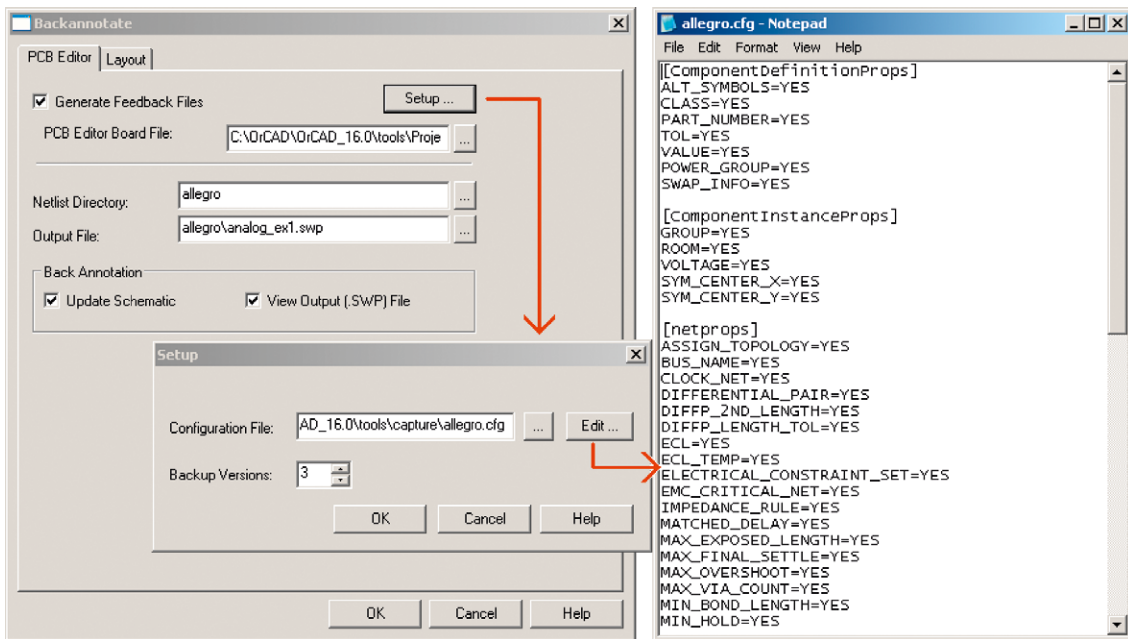 Backannotate
PCB Editor
Layout
Generate Feedback Files
Setup ...
PCB Editor Board File:
C:\OrCAD\OrCAD_16.0\tools\Proje
...
Netlist Directory:
allegro
...
Output File:
allegro\analog_ex1.swp
...
Back Annotation
Update Schematic
View Output (.SWP) File
Setup
Configuration File:
AD_16.0\tools\capture\allegro.cfg
...
Edit ...
Backup Versions:
3
OK
Cancel
Help
OK
Cancel
Help
allegro.cfg - Notepad
File Edit Format View Help
[ComponentDefinitionProps]
ALT_SYMBOLS=YES
CLASS=YES
PART_NUMBER=YES
TOL=YES
VALUE=YES
POWER_GROUP=YES
SWAP_INFO=YES
[ComponentInstanceProps]
GROUP=YES
ROOM=YES
VOLTAGE=YES
SYM_CENTER_X=YES
SYM_CENTER_Y=YES
[netprops]
ASSIGN_TOPOLOGY=YES
BUS_NAME=YES
CLOCK_NET=YES
DIFFERENTIAL_PAIR=YES
DIFFP_2ND_LENGTH=YES
DIFFP_LENGTH_TOL=YES
ECL=YES
ECL_TEMP=YES
ELECTRICAL_CONSTRAINT_SET=YES
EMC_CRITICAL_NET=YES
IMPEDANCE_RULE=YES
MATCHED_DELAY=YES
MAX_EXPOSED_LENGTH=YES
MAX_FINAL_SETTLE=YES
MAX_OVERSHOOT=YES
MAX_VIA_COUNT=YES
MIN_BOND_LENGTH=YES
MIN_HOLD=YES